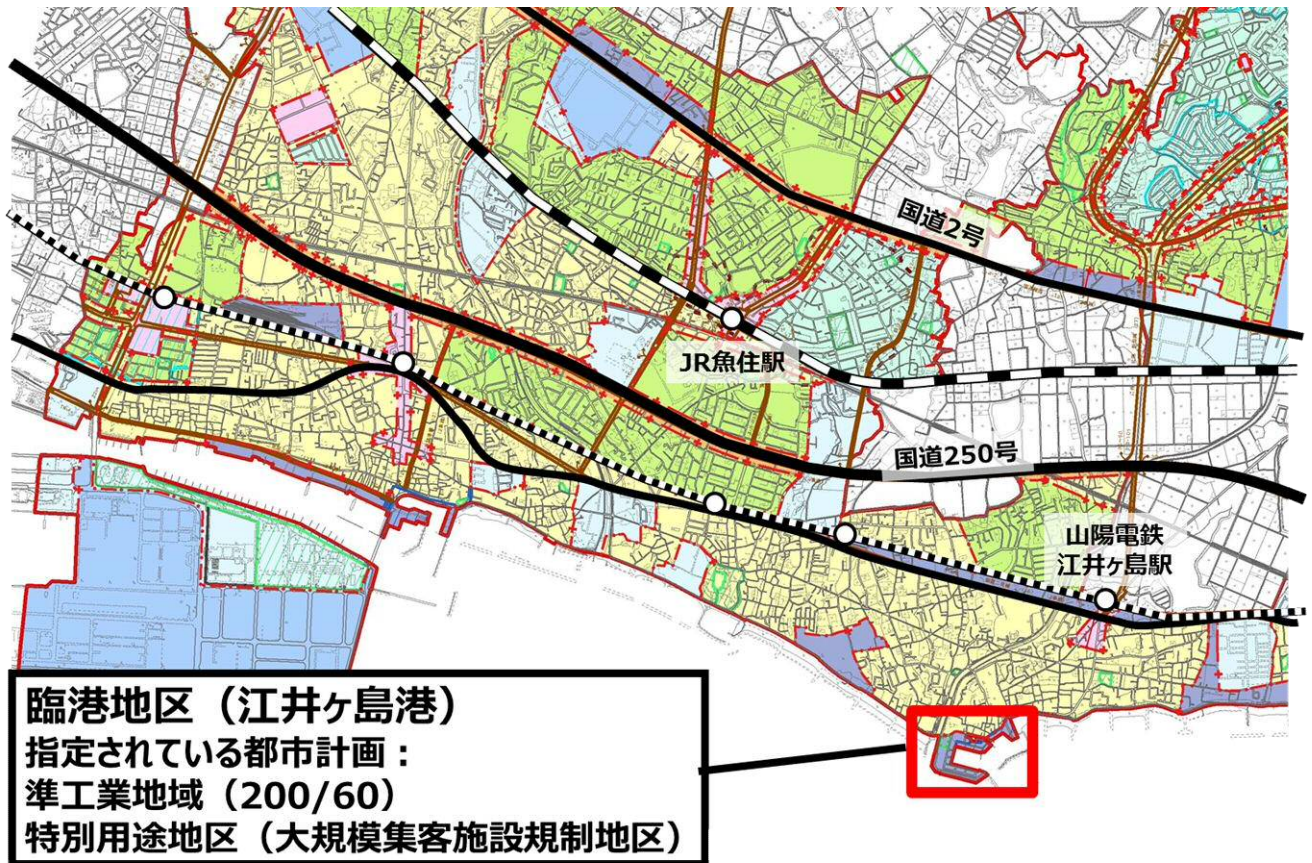 国道2号
JR魚住駅
国道250号
山陽電鉄
江井ヶ島駅
臨港地区（江井ヶ島港）
指定されている都市計画：
準工業地域（200/60）
特別用途地区（大規模集客施設規制地区）